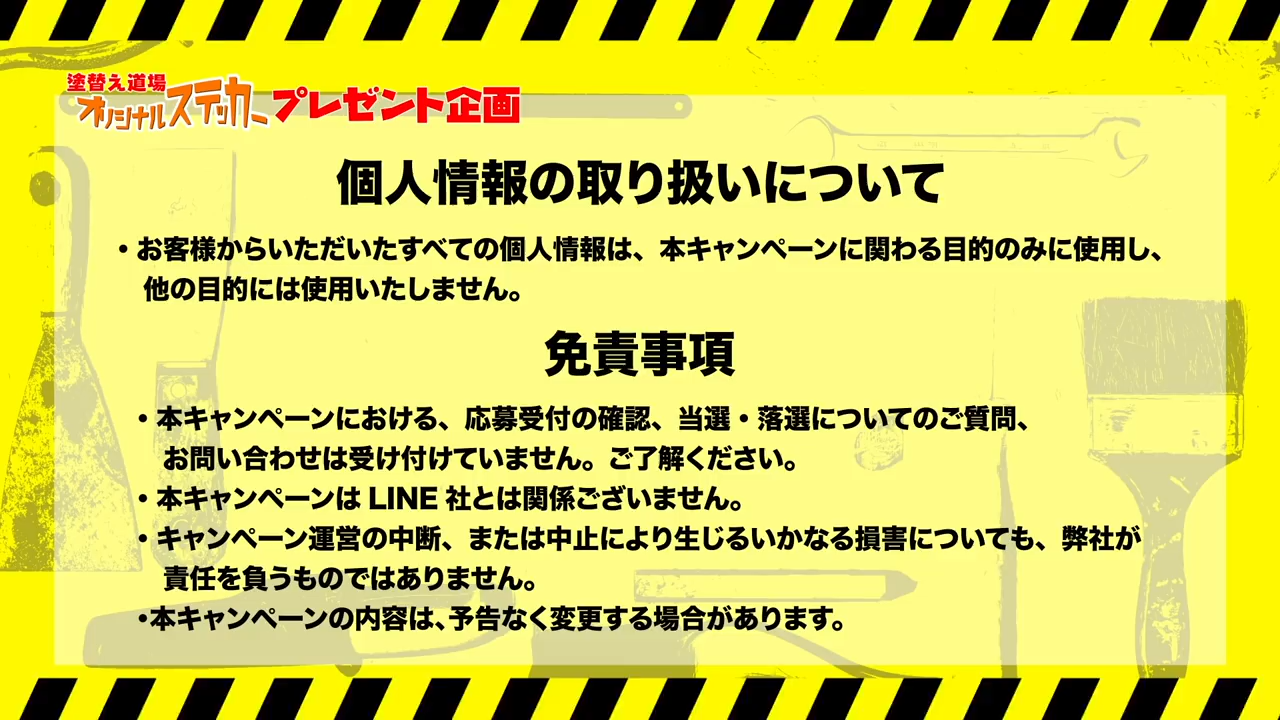 塗替え道場
オリジナルステッカープレゼント企画
個人情報の取り扱いについて
・お客様からいただいたすべての個人情報は、本キャンペーンに関わる目的のみに使用し、
他の目的には使用いたしません。
免責事項
・本キャンペーンにおける、応募受付の確認、当選・落選についてのご質問、
お問い合わせは受け付けていません。ご了解ください。
・本キャンペーンは LINE 社とは関係ございません。
・キャンペーン運営の中断、または中止により生じるいかなる損害についても、弊社が
責任を負うものではありません。
・本キャンペーンの内容は、予告なく変更する場合があります。